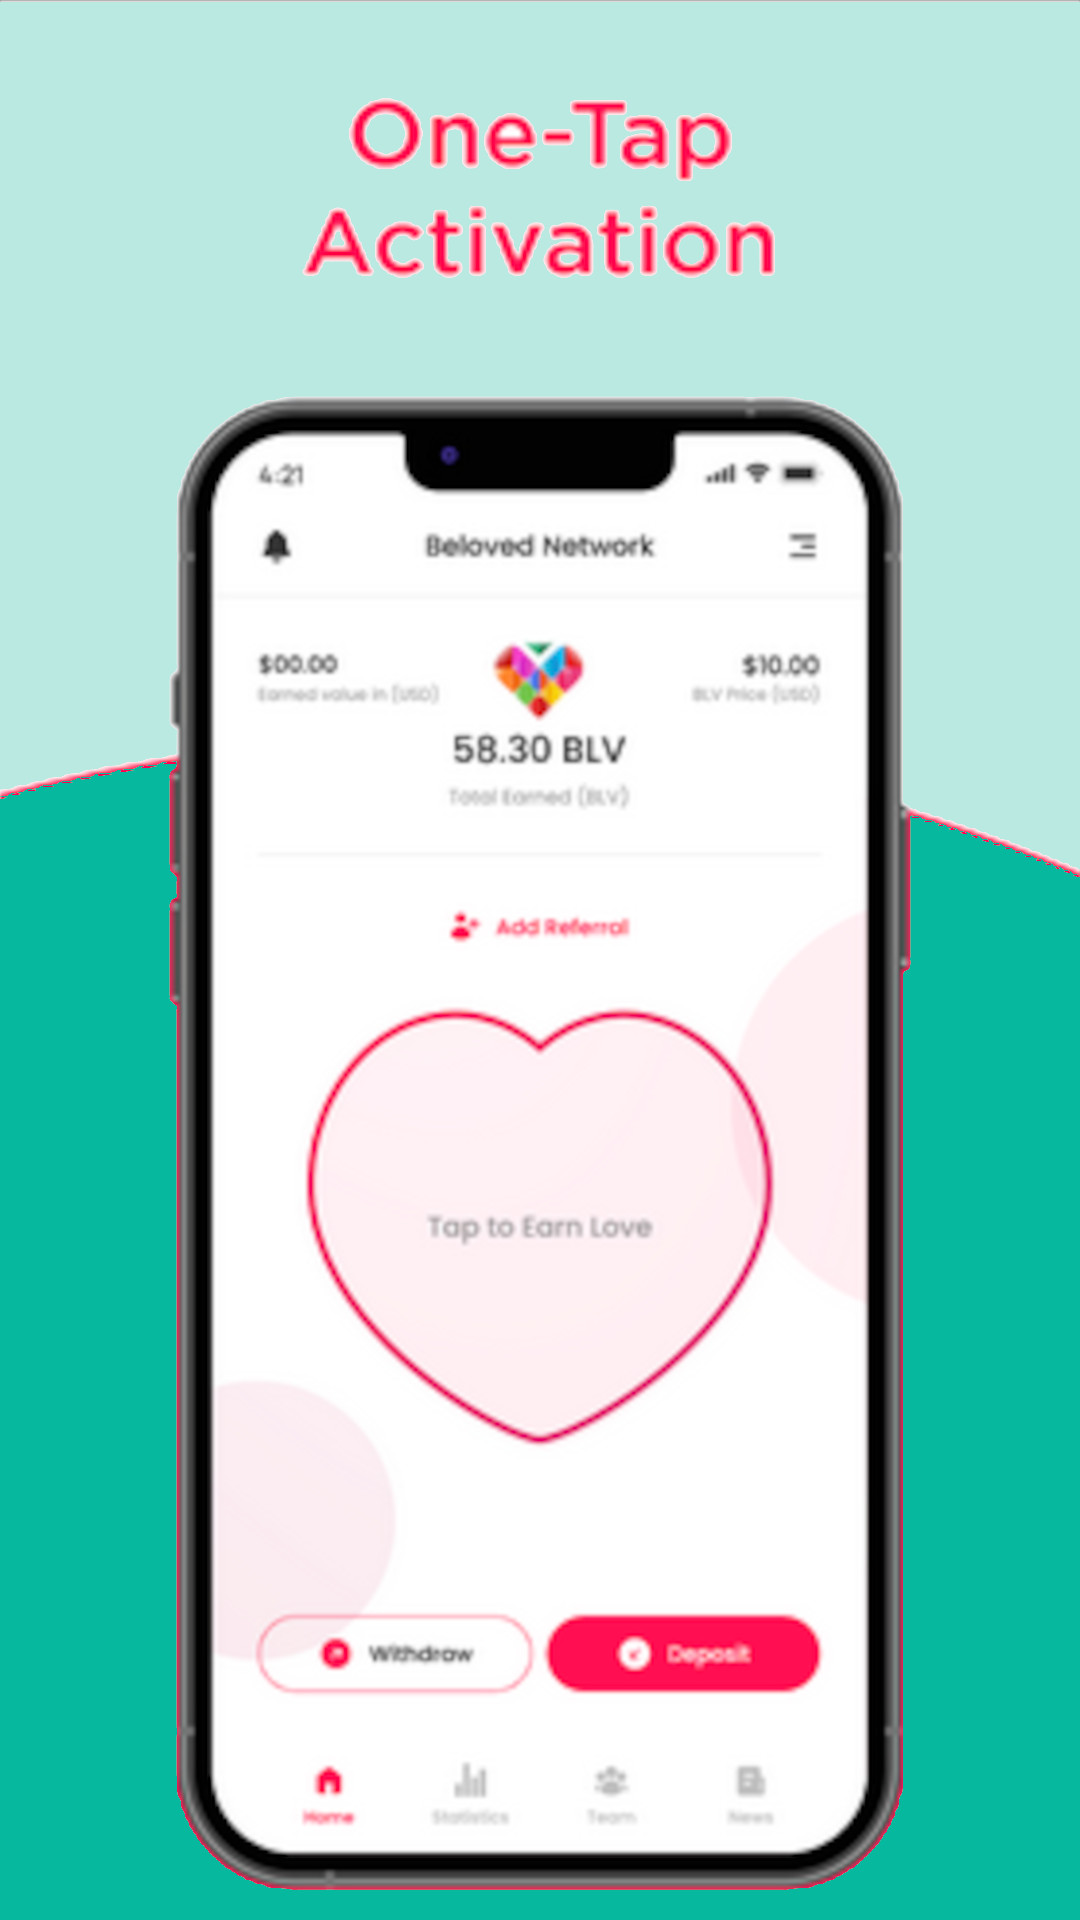 One-Tap
Activation
4:21
Beloved Network
$00.00
$10.00
Earned value in (USD)
BLV Price (USD)
58.30 BLV
Total Earned (BLV)
Add Referral
Tap to Earn Love
Withdraw
Deposit
Home
Statistics
Team
News